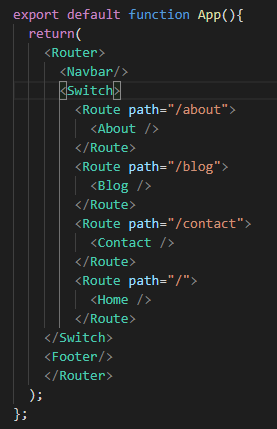 export default function App(){
  return(
    <Router>
      <Navbar/>
      <Switch>
        <Route path="/about">
          <About />
        </Route>
        <Route path="/blog">
          <Blog />
        </Route>
        <Route path="/contact">
          <Contact />
        </Route>
        <Route path="/">
          <Home />
        </Route>
    </Switch>
    <Footer/>
    </Router>
  );
};